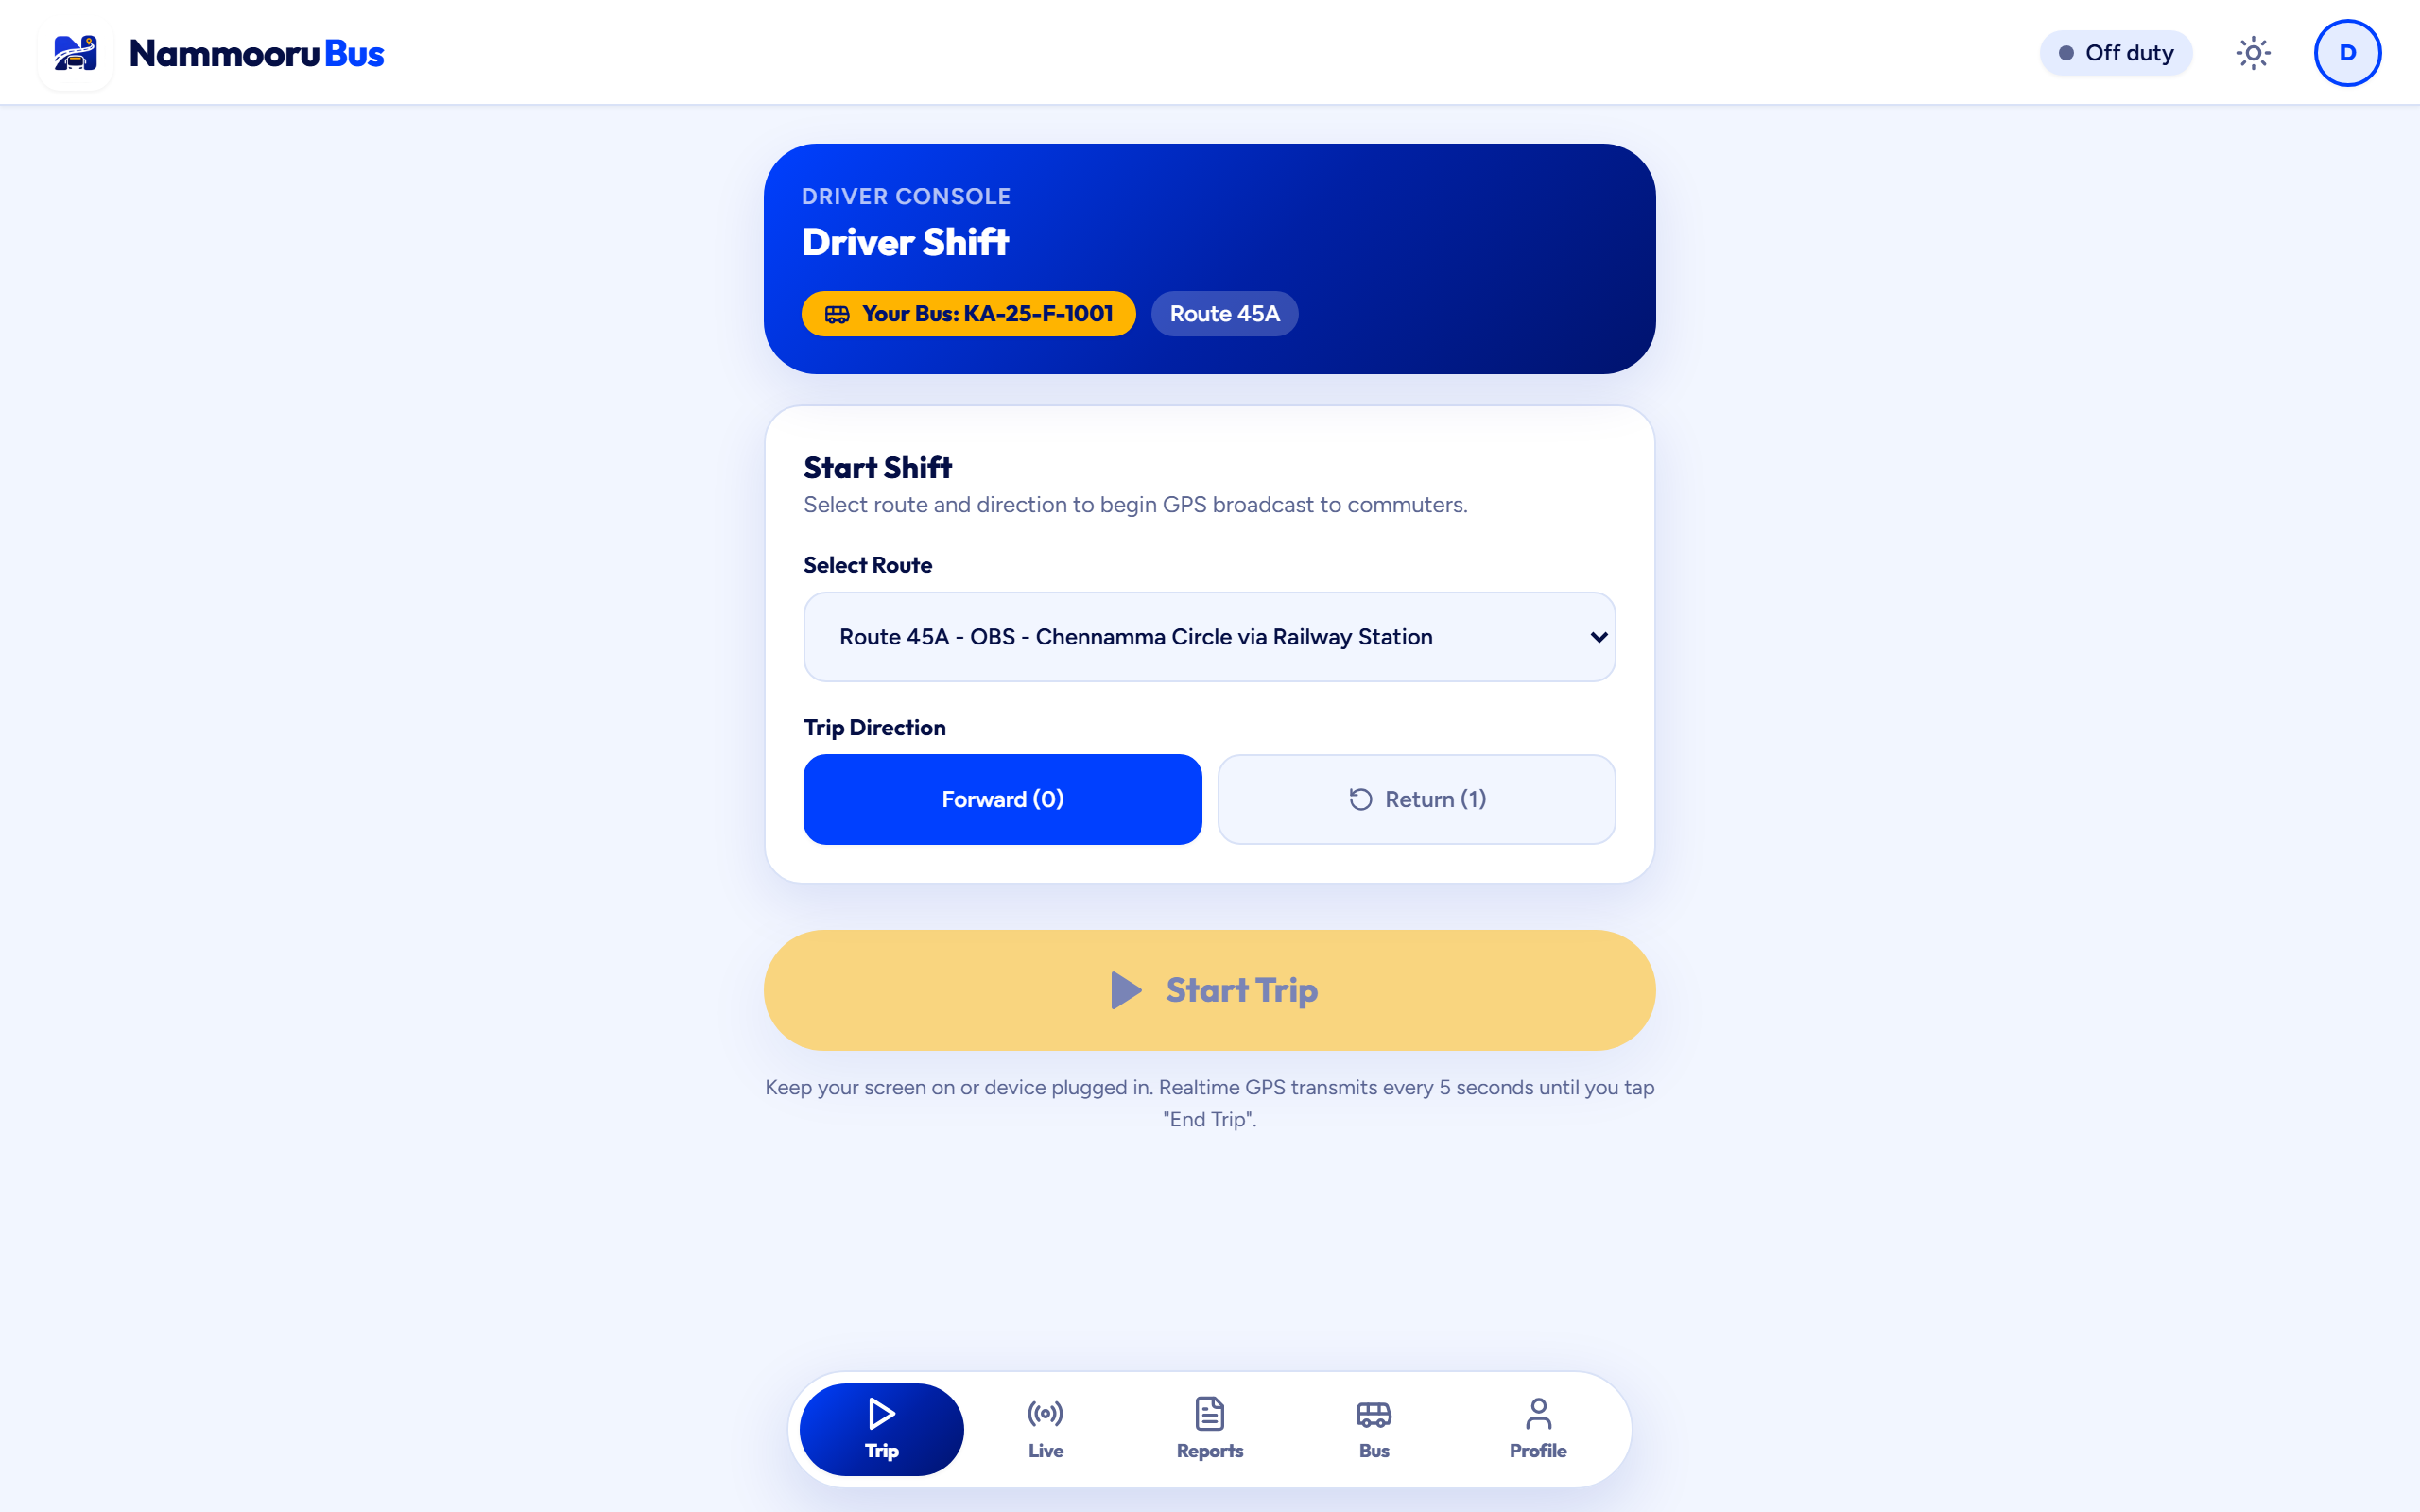 Nammooru Bus
Off duty
D
DRIVER CONSOLE
Driver Shift
Your Bus: KA-25-F-1001
Route 45A
Start Shift
Select route and direction to begin GPS broadcast to commuters.
Select Route
Route 45A - OBS - Chennamma Circle via Railway Station
Trip Direction
Forward (0)
Return (1)
Start Trip
Keep your screen on or device plugged in. Realtime GPS transmits every 5 seconds until you tap
"End Trip".
Trip
Live
Reports
Bus
Profile